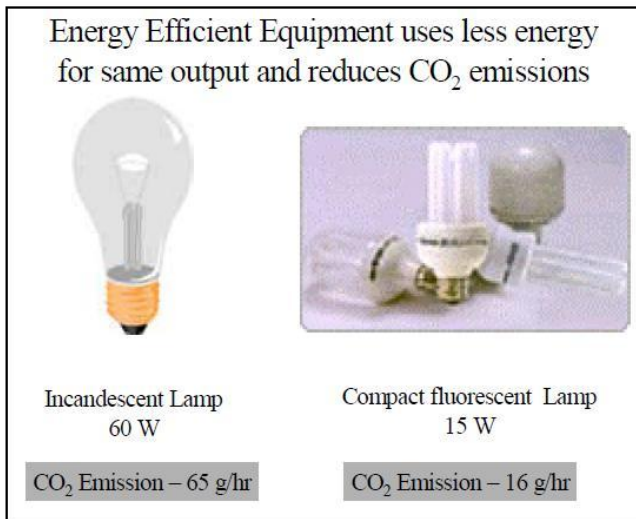 Energy Efficient Equipment uses less energy
for same output and reduces CO₂ emissions
Incandescent Lamp
60 W
CO₂ Emission – 65 g/hr
Compact fluorescent Lamp
15 W
CO₂ Emission – 16 g/hr